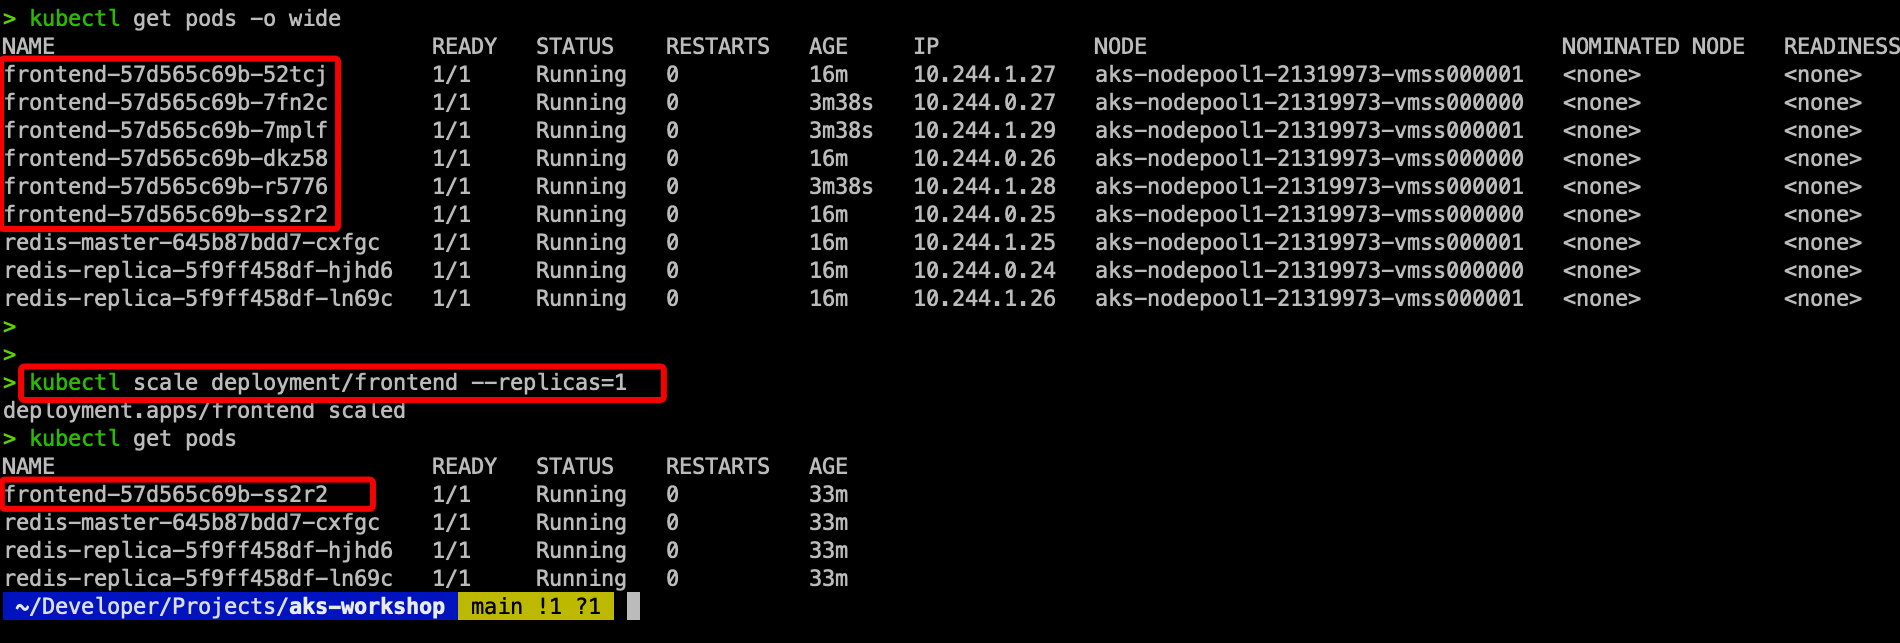 > kubectl get pods -o wide
NAME READY STATUS RESTARTS AGE IP NODE NOMINATED NODE READINESS
frontend-57d565c69b-52tcj 1/1 Running 0 16m 10.244.1.27 aks-nodepool1-21319973-vmss000001 <none> <none>
frontend-57d565c69b-7fn2c 1/1 Running 0 3m38s 10.244.0.27 aks-nodepool1-21319973-vmss000000 <none> <none>
frontend-57d565c69b-7mplf 1/1 Running 0 3m38s 10.244.1.29 aks-nodepool1-21319973-vmss000001 <none> <none>
frontend-57d565c69b-dkz58 1/1 Running 0 16m 10.244.0.26 aks-nodepool1-21319973-vmss000000 <none> <none>
frontend-57d565c69b-r5776 1/1 Running 0 3m38s 10.244.1.28 aks-nodepool1-21319973-vmss000001 <none> <none>
frontend-57d565c69b-ss2r2 1/1 Running 0 16m 10.244.0.25 aks-nodepool1-21319973-vmss000000 <none> <none>
redis-master-645b87bdd7-cxfgc 1/1 Running 0 16m 10.244.1.25 aks-nodepool1-21319973-vmss000001 <none> <none>
redis-replica-5f9ff458df-hjhd6 1/1 Running 0 16m 10.244.0.24 aks-nodepool1-21319973-vmss000000 <none> <none>
redis-replica-5f9ff458df-ln69c 1/1 Running 0 16m 10.244.1.26 aks-nodepool1-21319973-vmss000001 <none> <none>
>
>
> kubectl scale deployment/frontend --replicas=1
deployment.apps/frontend scaled
> kubectl get pods
NAME READY STATUS RESTARTS AGE
frontend-57d565c69b-ss2r2 1/1 Running 0 33m
redis-master-645b87bdd7-cxfgc 1/1 Running 0 33m
redis-replica-5f9ff458df-hjhd6 1/1 Running 0 33m
redis-replica-5f9ff458df-ln69c 1/1 Running 0 33m
~/Developer/Projects/aks-workshop main !1 ?1